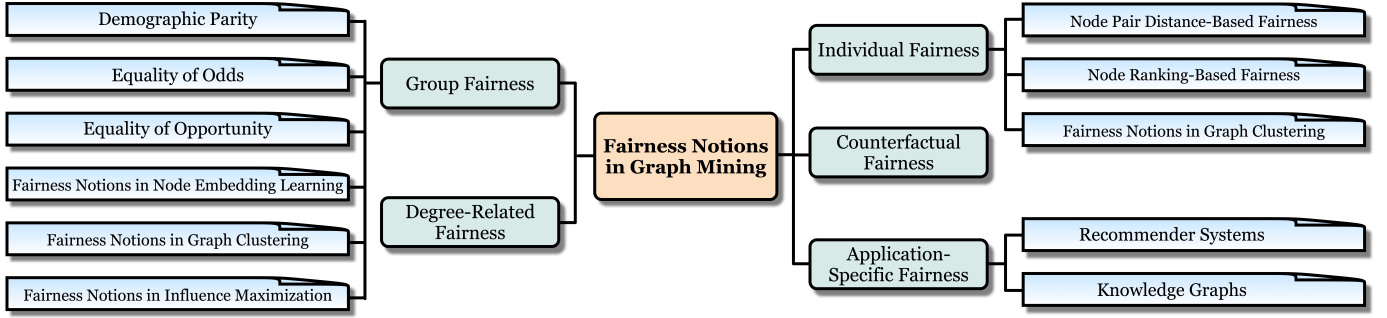 Demographic Parity
Equality of Odds
Equality of Opportunity
Fairness Notions in Node Embedding Learning
Fairness Notions in Graph Clustering
Fairness Notions in Influence Maximization
Group Fairness
Degree-Related
Fairness
Fairness Notions
in Graph Mining
Individual Fairness
Counterfactual
Fairness
Application-
Specific Fairness
Node Pair Distance-Based Fairness
Node Ranking-Based Fairness
Fairness Notions in Graph Clustering
Recommender Systems
Knowledge Graphs